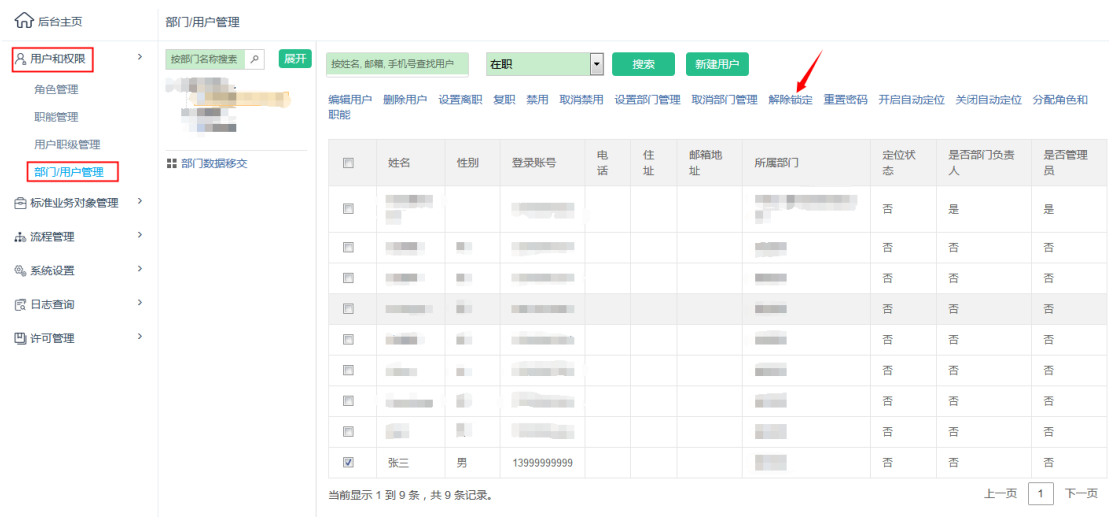 后台主页
部门/用户管理
用户和权限
角色管理
职能管理
用户职级管理
部门/用户管理
标准业务对象管理
流程管理
系统设置
日志查询
许可管理
按部门名称搜索 展开
部门数据移交
按姓名, 邮箱, 手机号查找用户 在职 搜索 新建用户
编辑用户 删除用户 设置离职 复职 禁用 取消禁用 设置部门管理 取消部门管理 解除锁定 重置密码 开启自动定位 关闭自动定位 分配角色和
职能
姓名 性别 登录账号 电话 住址 邮箱地址 所属部门 定位状态 是否部门负责人 是否管理员
否 是 是
否 否 否
否 否 否
否 否 否
否 否 否
否 否 否
否 否 否
否 否 否
张三 男 13999999999 否 否 否
当前显示 1 到 9 条，共 9 条记录。
上一页 1 下一页